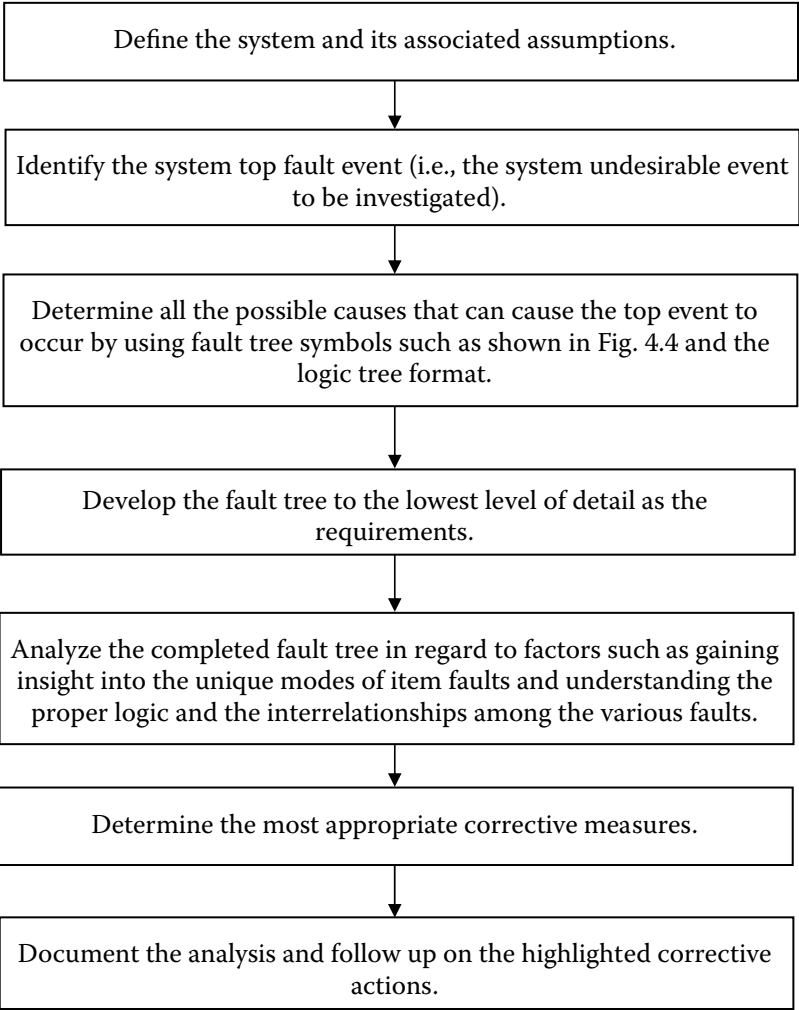 Define the system and its associated assumptions.
Identify the system top fault event (i.e., the system undesirable event
to be investigated).
Determine all the possible causes that can cause the top event to
occur by using fault tree symbols such as shown in Fig. 4.4 and the
logic tree format.
Develop the fault tree to the lowest level of detail as the
requirements.
Analyze the completed fault tree in regard to factors such as gaining
insight into the unique modes of item faults and understanding the
proper logic and the interrelationships among the various faults.
Determine the most appropriate corrective measures.
Document the analysis and follow up on the highlighted corrective
actions.